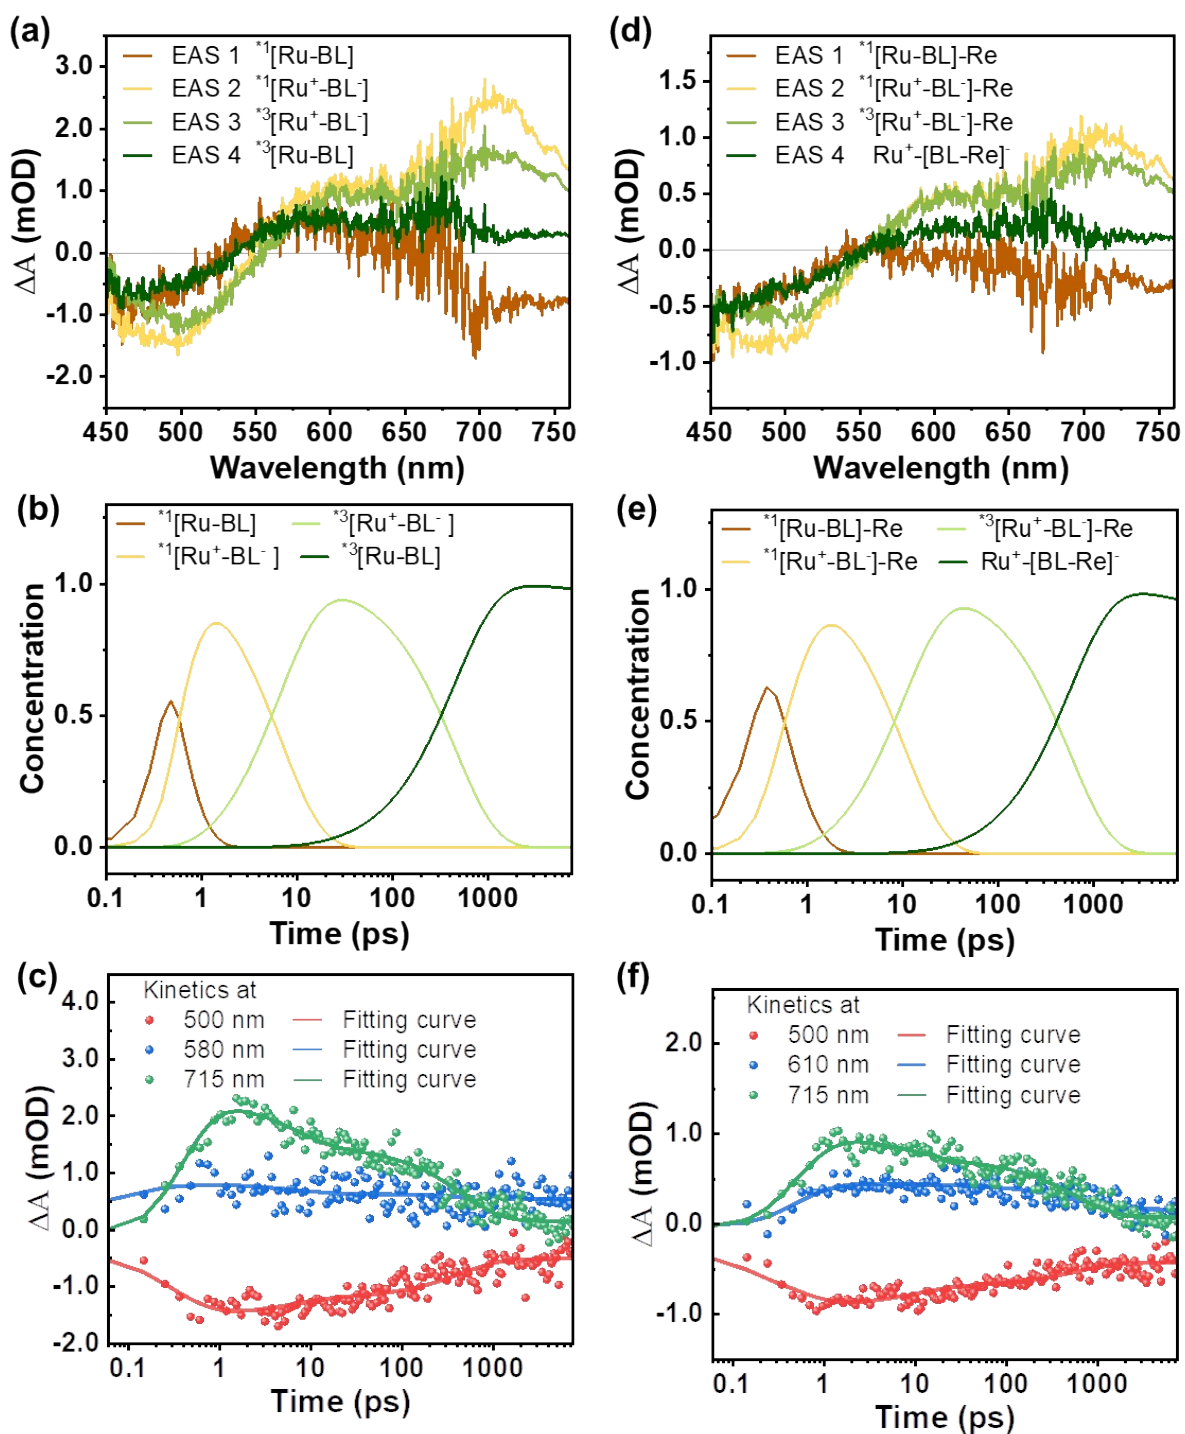 (a)
EAS 1 *1[Ru-BL]
EAS 2 *1[Ru+-BL-]
EAS 3 *3[Ru+-BL-]
EAS 4 *3[Ru-BL]
3.0
2.0
1.0
0.0
-1.0
-2.0
ΔA (mOD)
450 500 550 600 650 700 750
Wavelength (nm)
(d)
EAS 1 *1[Ru-BL]-Re
EAS 2 *1[Ru+-BL-]-Re
EAS 3 *3[Ru+-BL-]-Re
EAS 4 Ru+-[BL-Re]-
1.5
1.0
0.5
0.0
-0.5
-1.0
ΔA (mOD)
450 500 550 600 650 700 750
Wavelength (nm)
(b)
*1[Ru-BL] *3[Ru+-BL- ]
*1[Ru+-BL- ] *3[Ru-BL]
1.0
0.5
0.0
Concentration
0.1 1 10 100 1000
Time (ps)
(e)
*1[Ru-BL]-Re *3[Ru+-BL-]-Re
*1[Ru+-BL-]-Re Ru+-[BL-Re]-
1.0
0.5
0.0
Concentration
0.1 1 10 100 1000
Time (ps)
(c)
Kinetics at
500 nm Fitting curve
580 nm Fitting curve
715 nm Fitting curve
4.0
3.0
2.0
1.0
0.0
-1.0
-2.0
ΔA (mOD)
0.1 1 10 100 1000
Time (ps)
(f)
Kinetics at
500 nm Fitting curve
610 nm Fitting curve
715 nm Fitting curve
2.0
1.0
0.0
-1.0
ΔA (mOD)
0.1 1 10 100 1000
Time (ps)